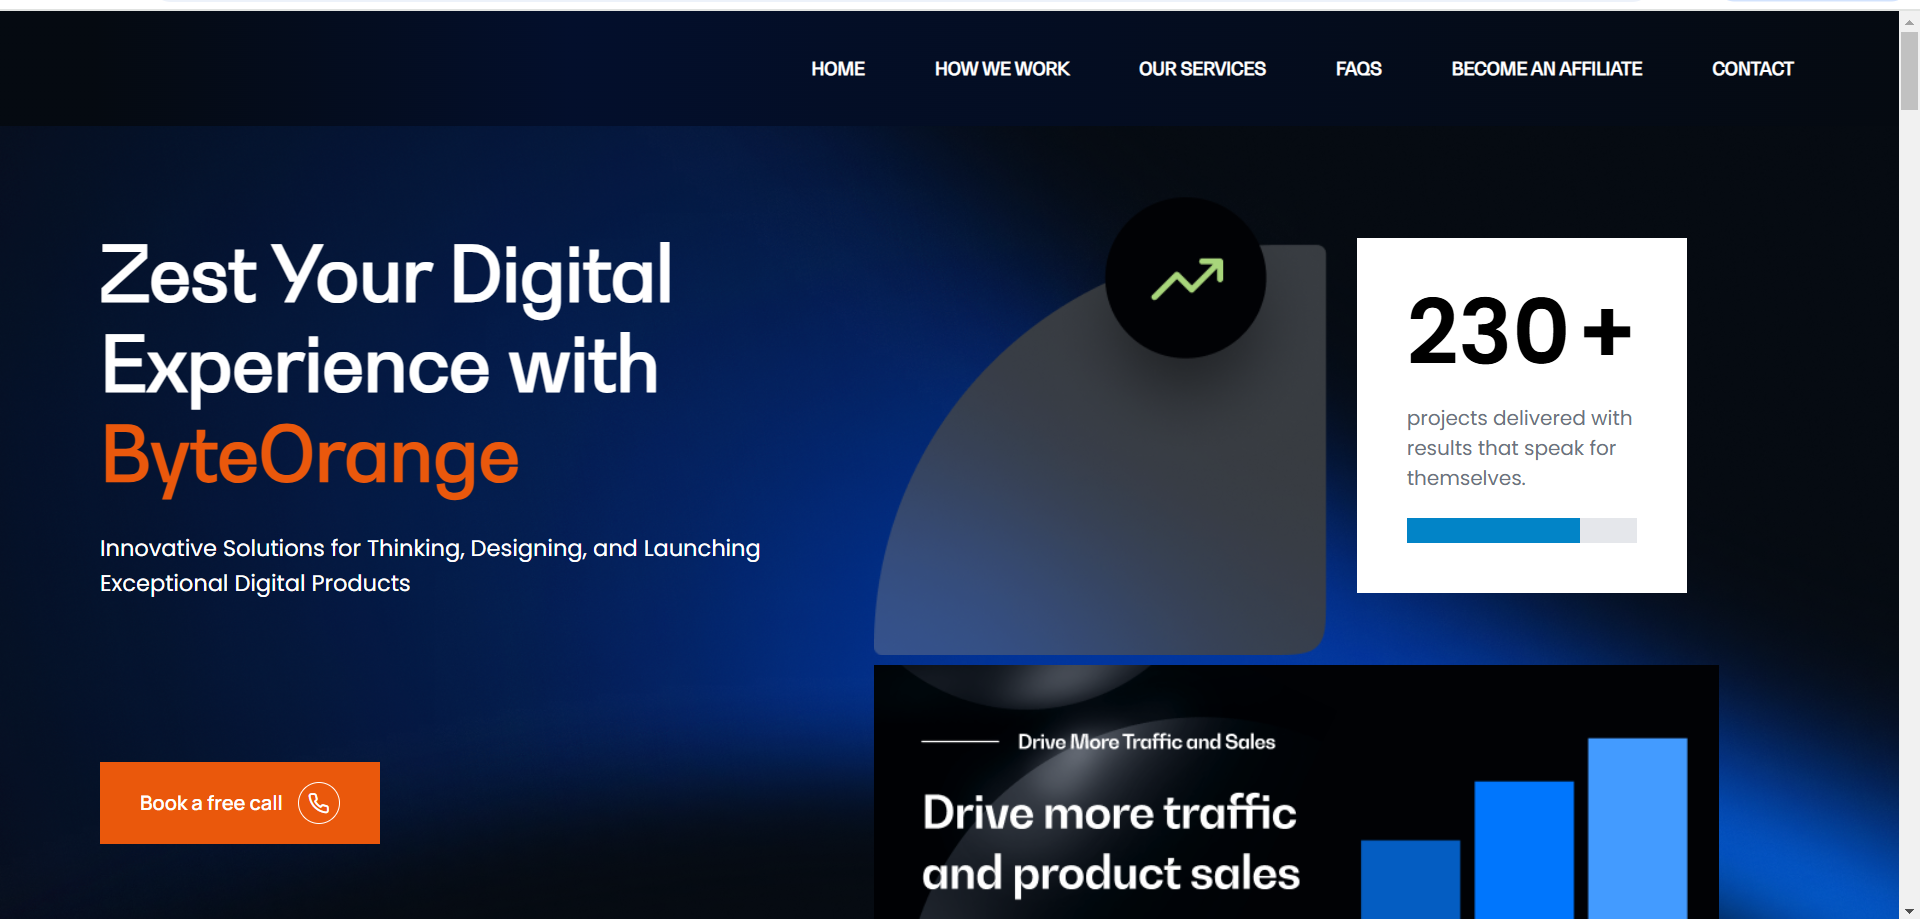 HOME HOW WE WORK OUR SERVICES FAQS BECOME AN AFFILIATE CONTACT
Zest Your Digital
Experience with
ByteOrange
Innovative Solutions for Thinking, Designing, and Launching
Exceptional Digital Products
Book a free call
230+
projects delivered with
results that speak for
themselves.
Drive More Traffic and Sales
Drive more traffic
and product sales